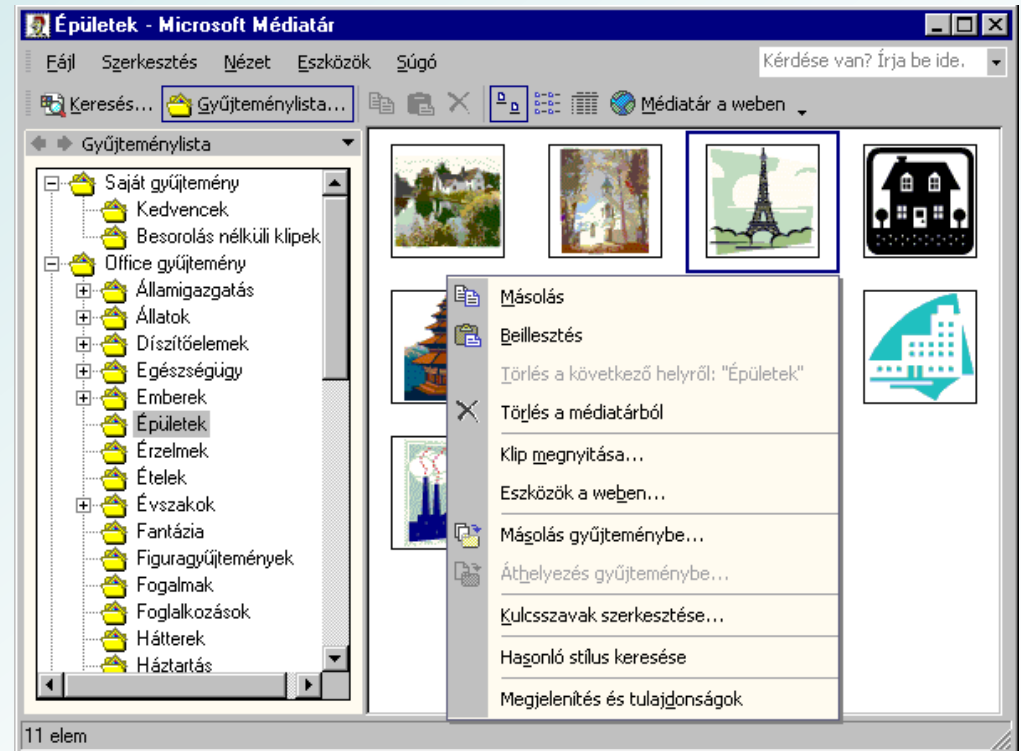 Épületek - Microsoft Médiatár
Fájl Szerkesztés Nézet Eszközök Súgó Kérdése van? Írja be ide.
Keresés... Gyűjteménylista... Médiatár a weben
Gyűjteménylista
Saját gyűjtemény
Kedvencek
Besorolás nélküli klipek
Office gyűjtemény
Államigazgatás
Állatok
Díszítőelemek
Egészségügy
Emberek
Épületek
Érzelmek
Ételek
Évszakok
Fantázia
Figuragyűjtemények
Fogalmak
Foglalkozások
Hátterek
Háztartás
Másolás
Beillesztés
Törlés a következő helyről: "Épületek"
Törlés a médiatárból
Klip megnyitása...
Eszközök a weben...
Másolás gyűjteménybe...
Áthelyezés gyűjteménybe...
Kulcsszavak szerkesztése...
Hasonló stílus keresése
Megjelenítés és tulajdonságok
11 elem